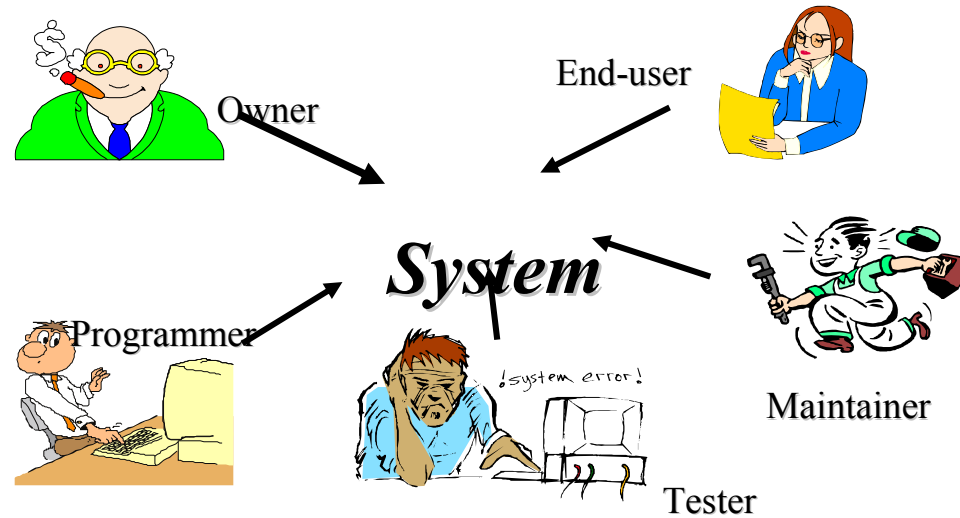 Owner
End-user
System
Programmer
!system error!
Maintainer
Tester